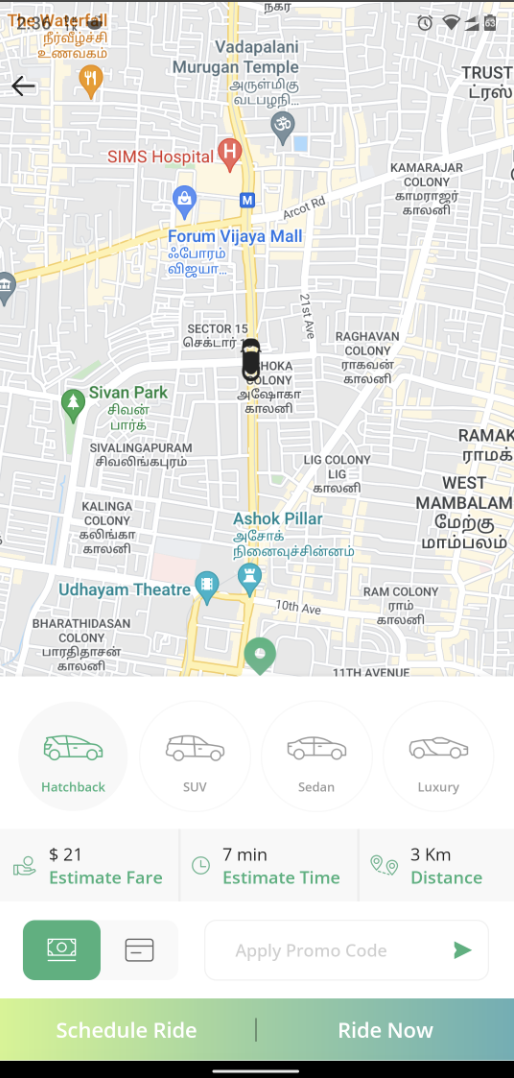 நகர்
The Waterfall
2:36
63
நீர்வீழ்ச்சி
உணவகம்
Vadapalani
Murugan Temple
அருள்மிகு
வடபழநி...
TRUST
ட்ரஸ்
SIMS Hospital
H
KAMARAJAR
COLONY
காமராஜர்
காலனி
M
Arcot Rd
Forum Vijaya Mall
ஃபோரம்
விஜயா...
21st Ave
SECTOR 15
செக்டார்
RAGHAVAN
COLONY
ராகவன்
காலனி
COLONY
அஷோகா
காலனி
Sivan Park
சிவன்
பார்க்
SIVALINGAPURAM
சிவலிங்கபுரம்
LIG COLONY
LIG
காலனி
RAMAK
ராமக்
WEST
MAMBALAM
மேற்கு
மாம்பலம்
KALINGA
COLONY
கலிங்கா
காலனி
Ashok Pillar
அசோக்
நினைவுச்சின்னம்
Udhayam Theatre
10th Ave
RAM COLONY
ராம்
காலனி
BHARATHIDASAN
COLONY
பாரதிதாசன்
காலனி
11TH AVENUE
Hatchback
SUV
Sedan
Luxury
$ 21
Estimate Fare
7 min
Estimate Time
3 Km
Distance
Apply Promo Code
Schedule Ride
Ride Now